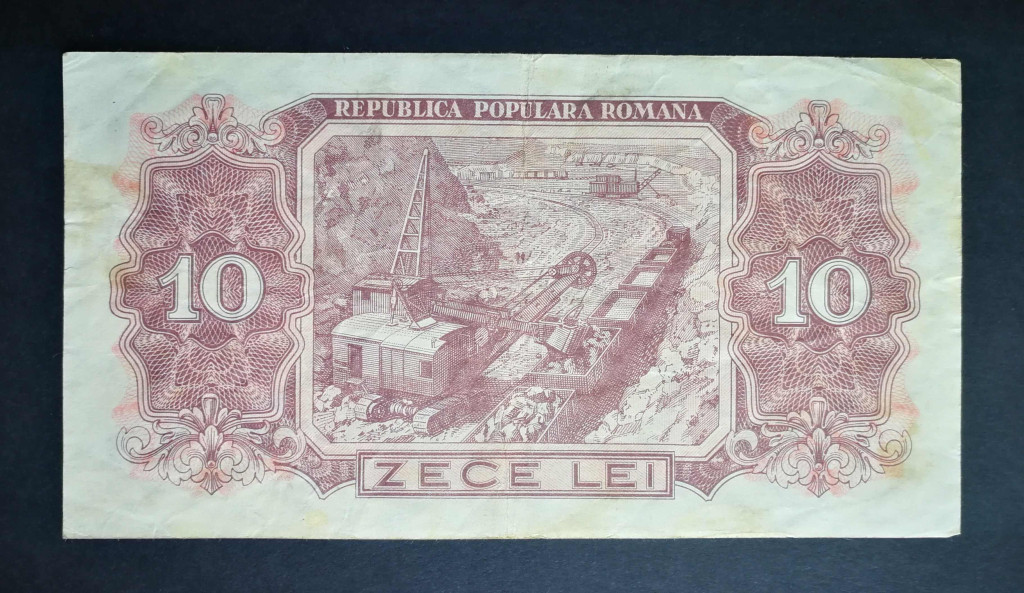 REPUBLICA POPULARA ROMANA
10 10
ZECE LEI